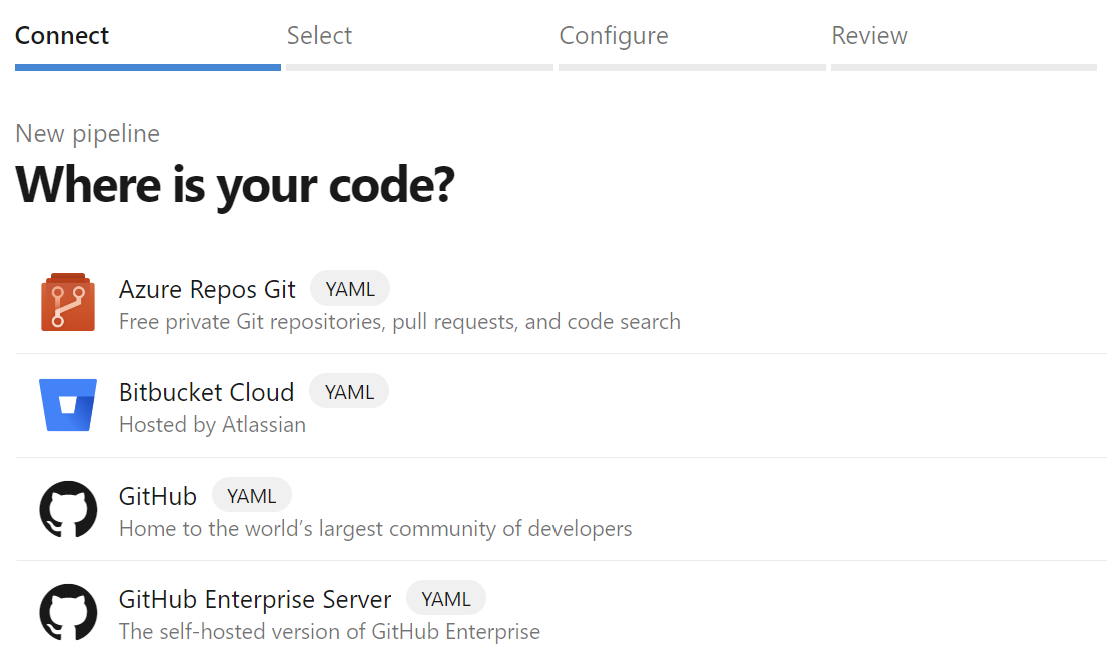 Connect Select Configure Review
New pipeline
Where is your code?
Azure Repos Git YAML
Free private Git repositories, pull requests, and code search
Bitbucket Cloud YAML
Hosted by Atlassian
GitHub YAML
Home to the world’s largest community of developers
GitHub Enterprise Server YAML
The self-hosted version of GitHub Enterprise